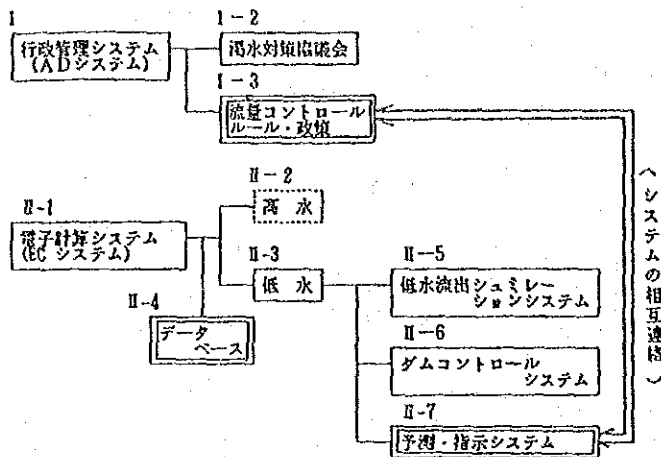 I
行政管理システム
(ADシステム)
I-2
渇水対策協議会
I-3
流量コントロール
ルール・政策
II-1
電子計算システム
(ECシステム)
II-2
高水
II-3
低水
II-4
データ
ベース
II-5
低水流出シュミレー
ションシステム
II-6
ダムコントロール
システム
II-7
予測・指示システム
(システムの相互連携)